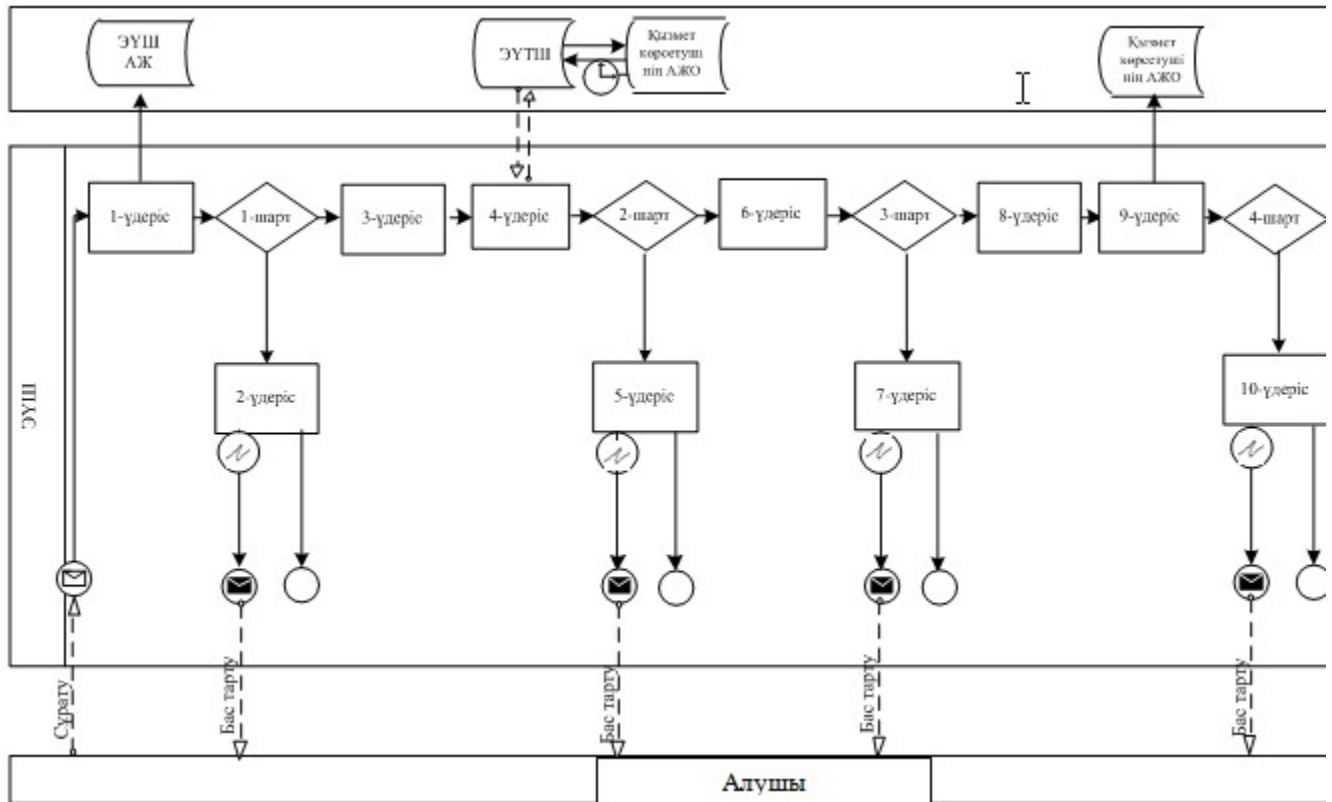 ЭҮШ
АЖ
ЭҮТШ
Қызмет
көрсетуші
нің АЖО
Қызмет
көрсетуші
нің АЖО
1-үдеріс
1-шарт
3-үдеріс
4-үдеріс
2-шарт
6-үдеріс
3-шарт
8-үдеріс
9-үдеріс
4-шарт
ЭҮШ
2-үдеріс
5-үдеріс
7-үдеріс
10-үдеріс
Сұрату
Бас тарту
Бас тарту
Бас тарту
Бас тарту
Алушы